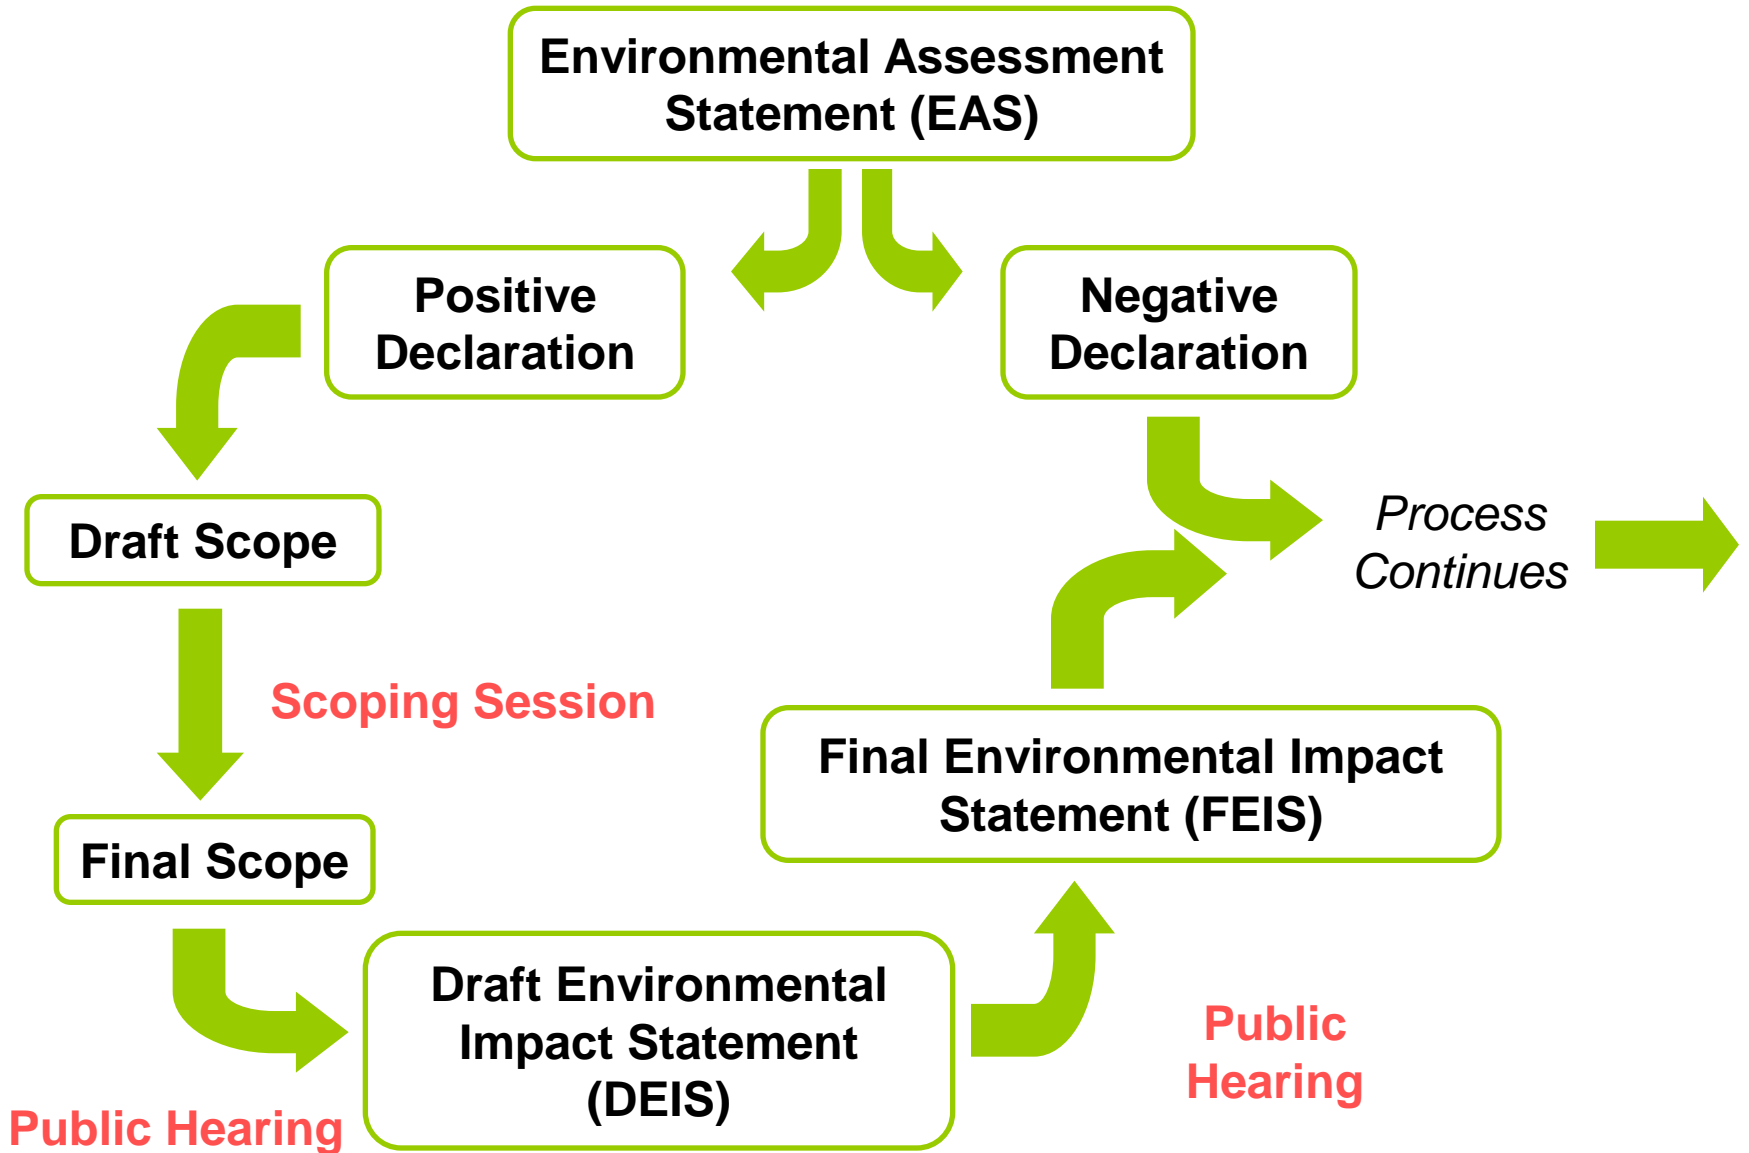 Environmental Assessment
Statement (EAS)
Positive
Declaration
Negative
Declaration
Draft Scope
Process
Continues
Scoping Session
Final Environmental Impact
Statement (FEIS)
Final Scope
Draft Environmental
Impact Statement
(DEIS)
Public
Hearing
Public Hearing